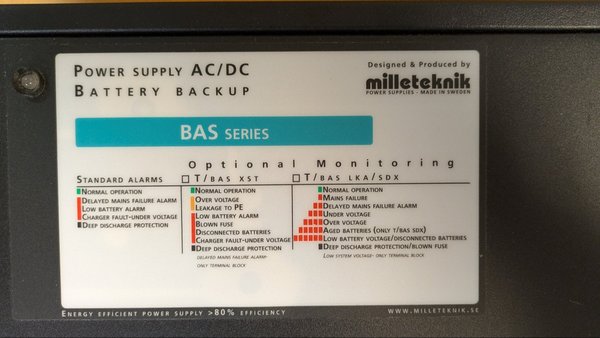 POWER SUPPLY AC/DC
BATTERY BACKUP
Designed & Produced by
milleteknik
POWER SUPPLIES - MADE IN SWEDEN
BAS SERIES
Optional Monitoring
STANDARD ALARMS
NORMAL OPERATION
DELAYED MAINS FAILURE ALARM
LOW BATTERY ALARM
CHARGER FAULT-UNDER VOLTAGE
DEEP DISCHARGE PROTECTION
T/BAS XST
NORMAL OPERATION
OVER VOLTAGE
LEAKAGE TO PE
LOW BATTERY ALARM
BLOWN FUSE
DISCONNECTED BATTERIES
CHARGER FAULT-UNDER VOLTAGE
DEEP DISCHARGE PROTECTION
DELAYED MAINS FAILURE ALARM-
ONLY TERMINAL BLOCK
T/BAS LKA/SDX
NORMAL OPERATION
MAINS FAILURE
DELAYED MAINS FAILURE ALARM
UNDER VOLTAGE
OVER VOLTAGE
AGED BATTERIES (ONLY T/BAS SDX)
LOW BATTERY VOLTAGE/DISCONNECTED BATTERIES
DEEP DISCHARGE PROTECTION/BLOWN FUSE
LOW SYSTEM VOLTAGE- ONLY TERMINAL BLOCK
ENERGY EFFICIENT POWER SUPPLY >80% EFFICIENCY
WWW.MILLETEKNIK.SE